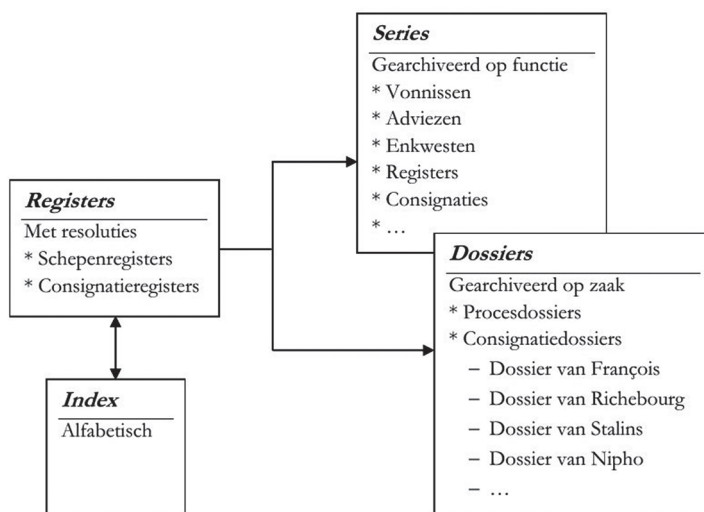 Series
Gearchiveerd op functie
* Vonnissen
* Adviezen
* Enkwesten
* Registers
* Consignaties
* …
Registers
Met resoluties
* Schepenregisters
* Consignatieregisters
Dossiers
Gearchiveerd op zaak
* Procesdossiers
* Consignatiedossiers
– Dossier van François
– Dossier van Richebourg
– Dossier van Stalins
– Dossier van Nipho
– …
Index
Alfabetisch